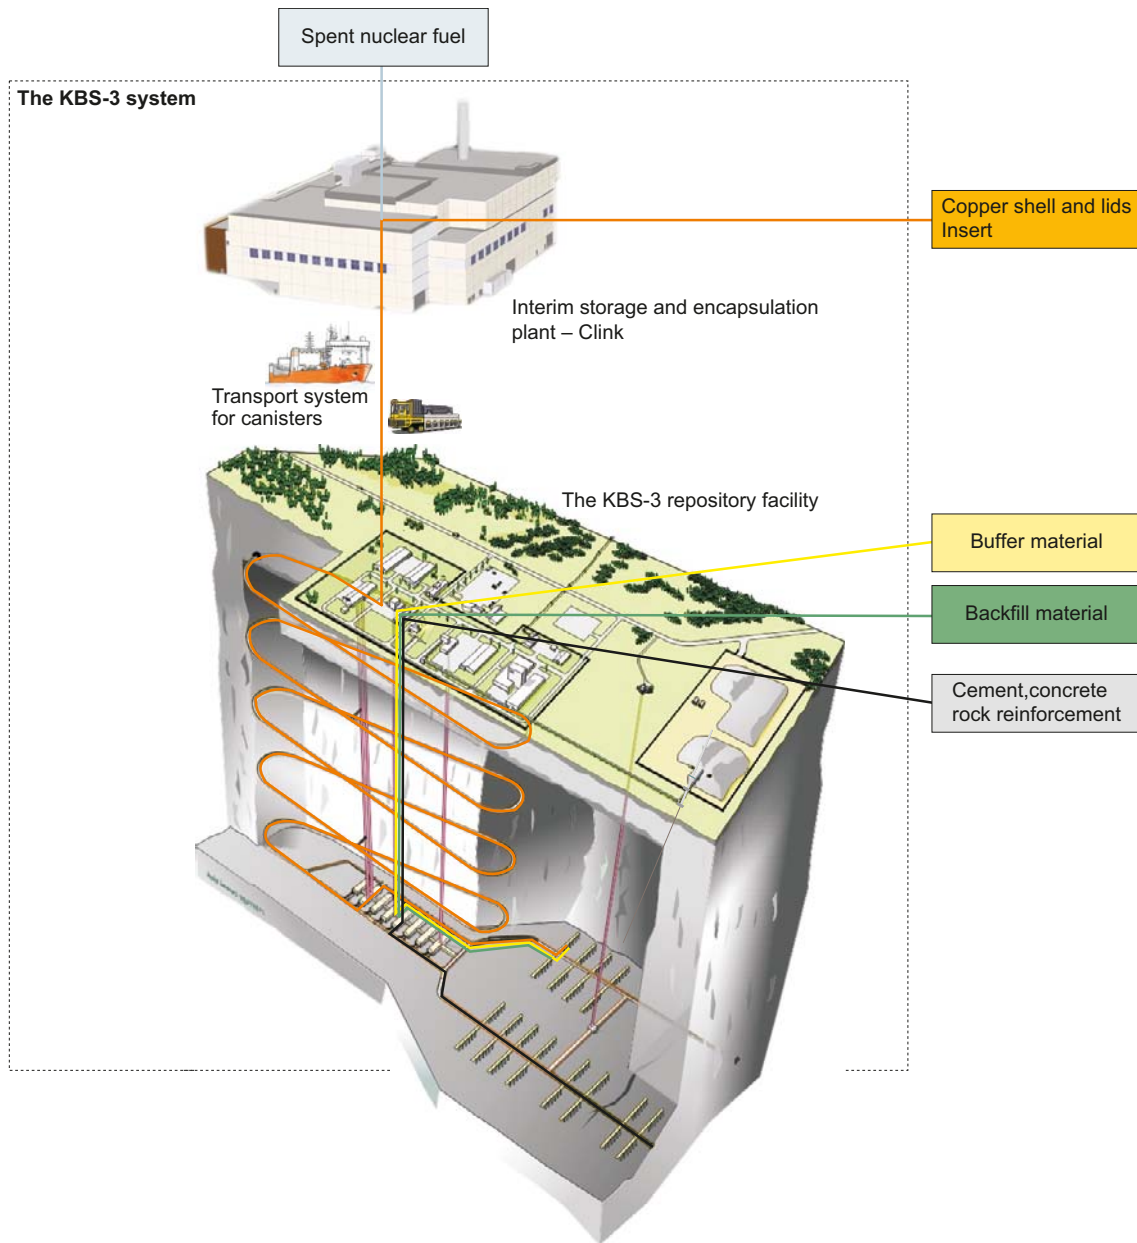 Spent nuclear fuel
The KBS-3 system
Copper shell and lids
Insert
Interim storage and encapsulation
plant – Clink
Transport system
for canisters
The KBS-3 repository facility
Buffer material
Backfill material
Cement,concrete
rock reinforcement